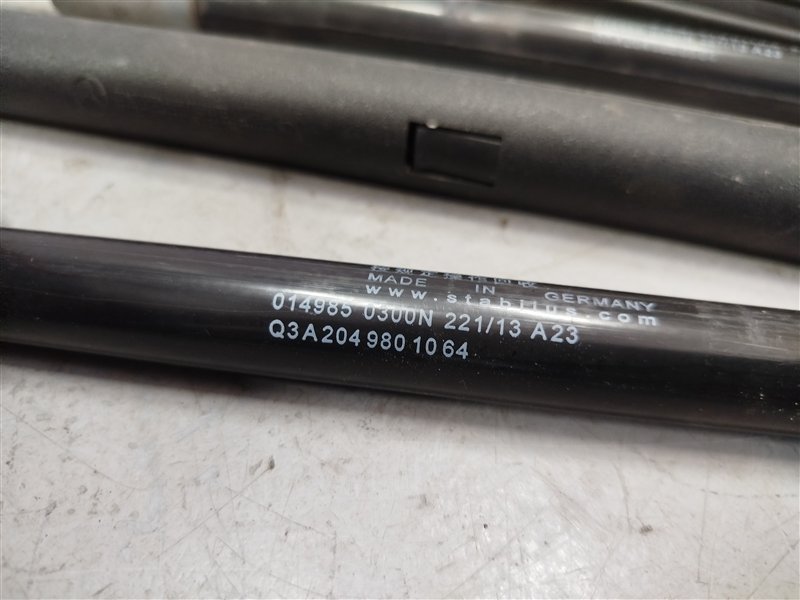 MADE IN GERMANY
www.stabilus.com
014985 0300N 221/13 A23
Q3A 204 980 10 64